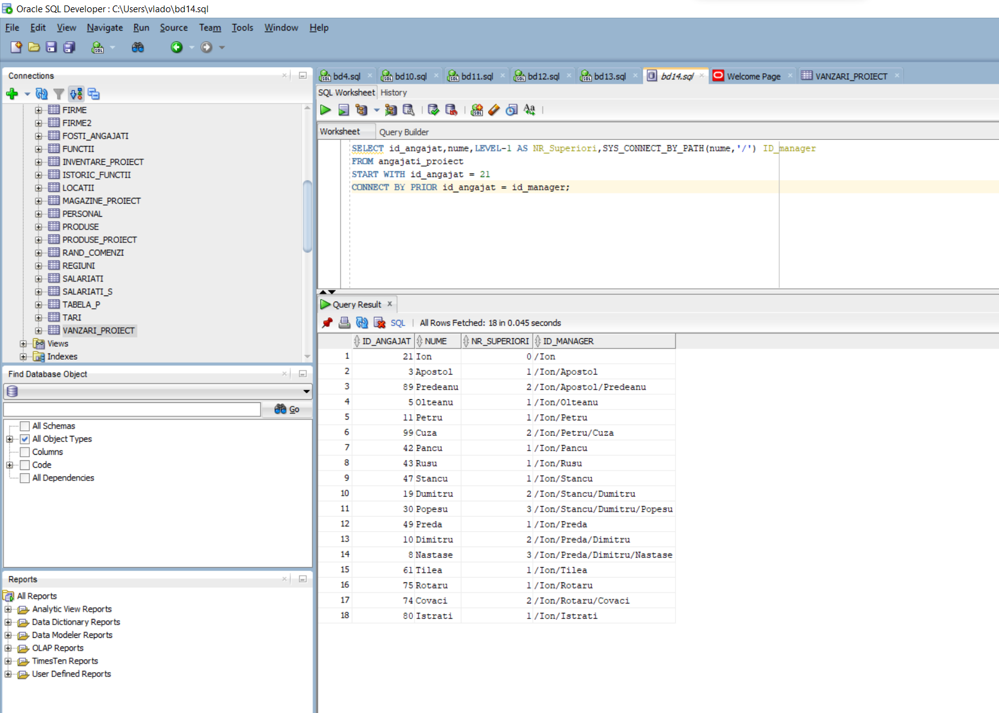 Oracle SQL Developer : C:\Users\vlado\bd14.sql
File Edit View Navigate Run Source Team Tools Window Help
Connections
FIRME
FIRME2
FOSTI_ANGAJATI
FUNCTII
INVENTARE_PROIECT
ISTORIC_FUNCTII
LOCATII
MAGAZINE_PROIECT
PERSONAL
PRODUSE
PRODUSE_PROIECT
RAND_COMENZI
REGIUNI
SALARIATI
SALARIATI_S
TABELA_P
TARI
VANZARI_PROIECT
Views
Indexes
Find Database Object
Go
All Schemas
All Object Types
Columns
Code
All Dependencies
Reports
All Reports
Analytic View Reports
Data Dictionary Reports
Data Modeler Reports
OLAP Reports
TimesTen Reports
User Defined Reports
bd4.sql bd10.sql bd11.sql bd12.sql bd13.sql bd14.sql Welcome Page VANZARI_PROIECT
SQL Worksheet History
Worksheet Query Builder
SELECT id_angajat,nume,LEVEL-1 AS NR_Superiori,SYS_CONNECT_BY_PATH(nume,'/') ID_manager
FROM angajati_proiect
START WITH id_angajat = 21
CONNECT BY PRIOR id_angajat = id_manager;
Query Result
SQL | All Rows Fetched: 18 in 0.045 seconds
ID_ANGAJAT NUME NR_SUPERIORI ID_MANAGER
1 21 Ion 0 /Ion
2 3 Apostol 1 /Ion/Apostol
3 89 Predeanu 2 /Ion/Apostol/Predeanu
4 5 Olteanu 1 /Ion/Olteanu
5 11 Petru 1 /Ion/Petru
6 99 Cuza 2 /Ion/Petru/Cuza
7 42 Pancu 1 /Ion/Pancu
8 43 Rusu 1 /Ion/Rusu
9 47 Stancu 1 /Ion/Stancu
10 19 Dumitru 2 /Ion/Stancu/Dumitru
11 30 Popesu 3 /Ion/Stancu/Dumitru/Popesu
12 49 Preda 1 /Ion/Preda
13 10 Dimitru 2 /Ion/Preda/Dimitru
14 8 Nastase 3 /Ion/Preda/Dimitru/Nastase
15 61 Tilea 1 /Ion/Tilea
16 75 Rotaru 1 /Ion/Rotaru
17 74 Covaci 2 /Ion/Rotaru/Covaci
18 80 Istrati 1 /Ion/Istrati